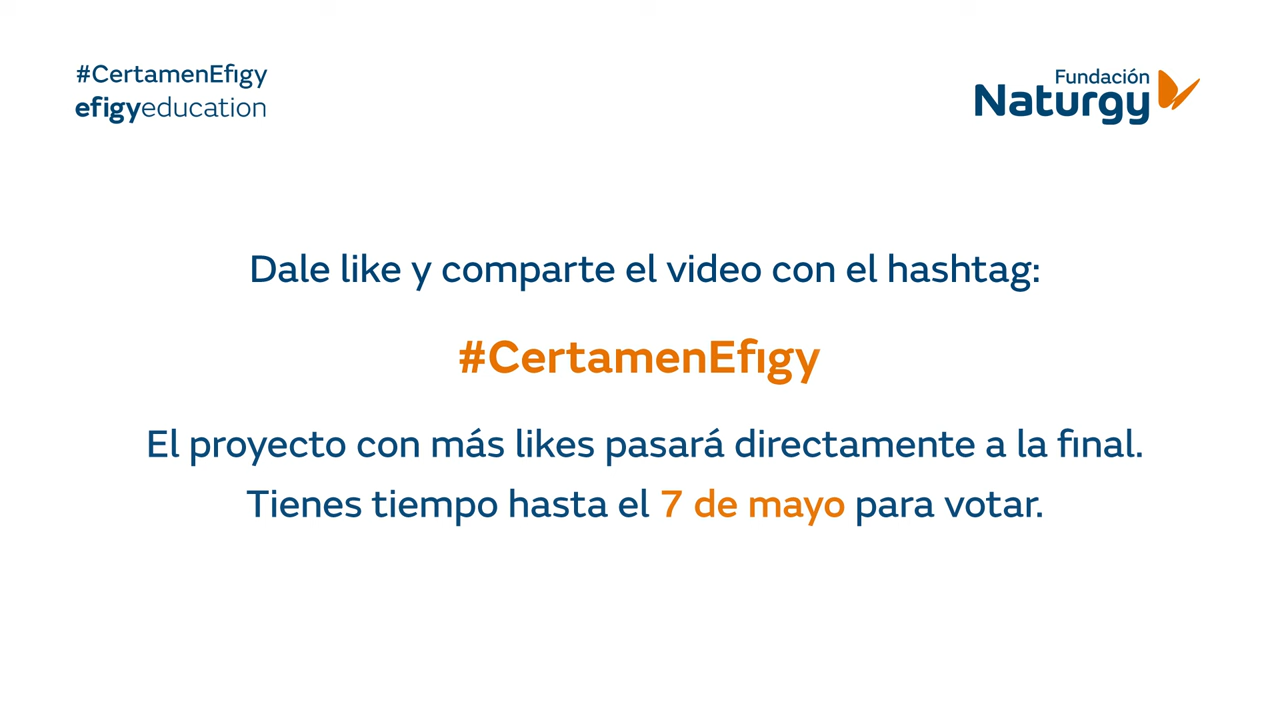 #CertamenEfigy
efigyeducation
Fundación
Naturgy
Dale like y comparte el video con el hashtag:
#CertamenEfigy
El proyecto con más likes pasará directamente a la final.
Tienes tiempo hasta el 7 de mayo para votar.